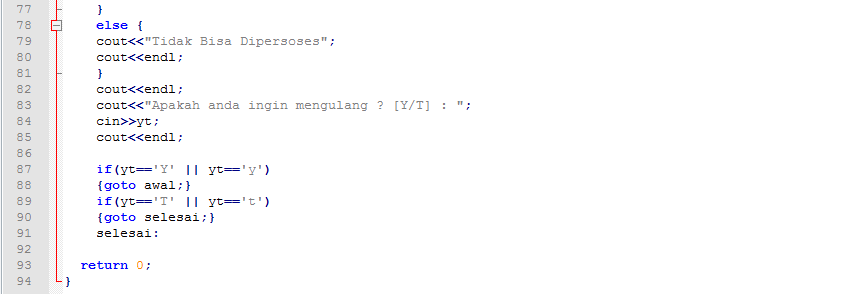 77 }
78 else {
79 cout<<"Tidak Bisa Dipersoses";
80 cout<<endl;
81 }
82 cout<<endl;
83 cout<<"Apakah anda ingin mengulang ? [Y/T] : ";
84 cin>>yt;
85 cout<<endl;
86
87 if(yt=='Y' || yt=='y')
88 {goto awal;}
89 if(yt=='T' || yt=='t')
90 {goto selesai;}
91 selesai:
92
93 return 0;
94 }